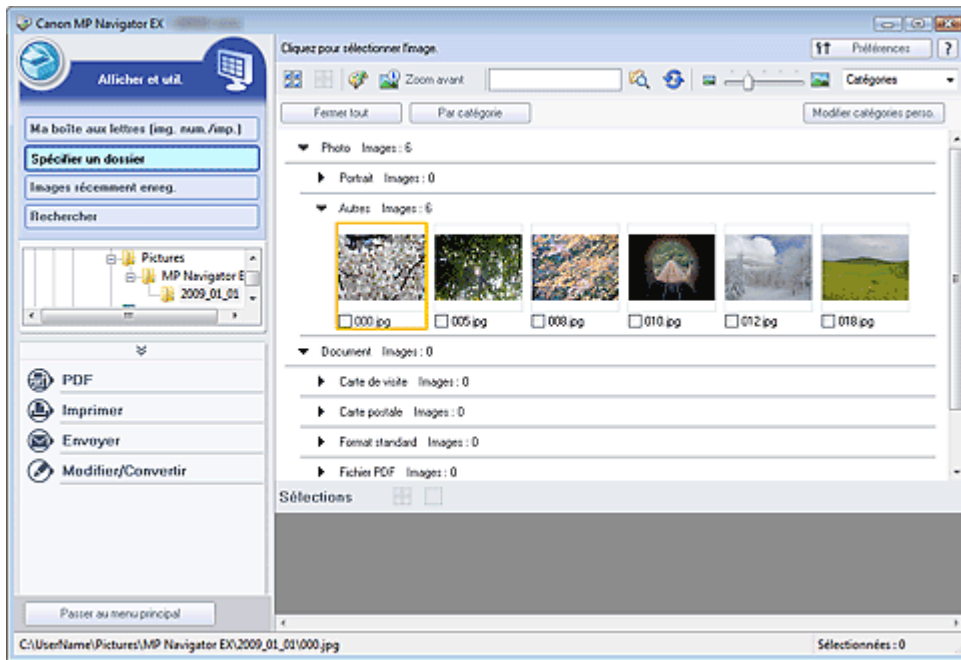 Canon MP Navigator EX
Afficher et util.
Cliquez pour sélectionner l'image.
Préférences
?
Zoom avant
Catégories
Fermer tout
Par catégorie
Modifier catégories perso.
Ma boîte aux lettres (img. num./imp.)
Spécifier un dossier
Images récemment enreg.
Rechercher
Pictures
MP Navigator E
2009_01_01
PDF
Imprimer
Envoyer
Modifier/Convertir
Passer au menu principal
Photo Images : 6
Portrait Images : 0
Autres Images : 6
000.jpg 005.jpg 008.jpg 010.jpg 012.jpg 018.jpg
Document Images : 0
Carte de visite Images : 0
Carte postale Images : 0
Format standard Images : 0
Fichier PDF Images : 0
Sélections
C:\UserName\Pictures\MP Navigator EX\2009_01_01\000.jpg
Sélectionnées : 0